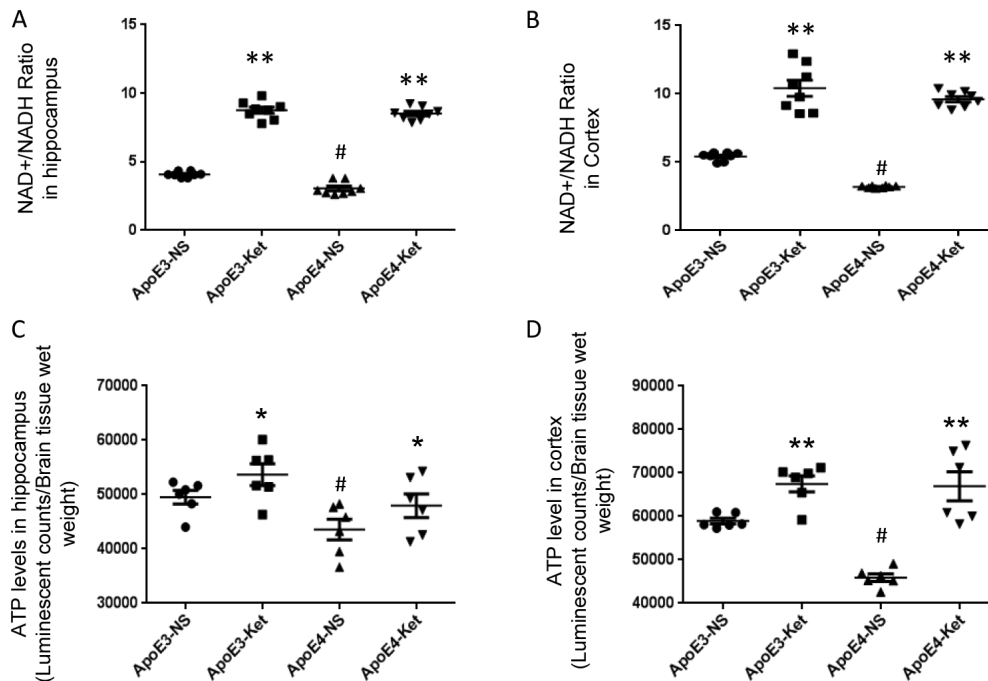 A
NAD+/NADH Ratio
in hippocampus
15
10
5
0
**
#
**
ApoE3-NS
ApoE3-Ket
ApoE4-NS
ApoE4-Ket
B
NAD+/NADH Ratio
in Cortex
15
10
5
0
**
#
**
ApoE3-NS
ApoE3-Ket
ApoE4-NS
ApoE4-Ket
C
ATP levels in hippocampus
(Luminescent counts/Brain tissue wet
weight)
70000
60000
50000
40000
30000
*
#
*
ApoE3-NS
ApoE3-Ket
ApoE4-NS
ApoE4-Ket
D
ATP level in cortex
(Luminescent counts/Brain tissue wet
weight)
90000
80000
70000
60000
50000
40000
**
#
**
ApoE3-NS
ApoE3-Ket
ApoE4-NS
ApoE4-Ket